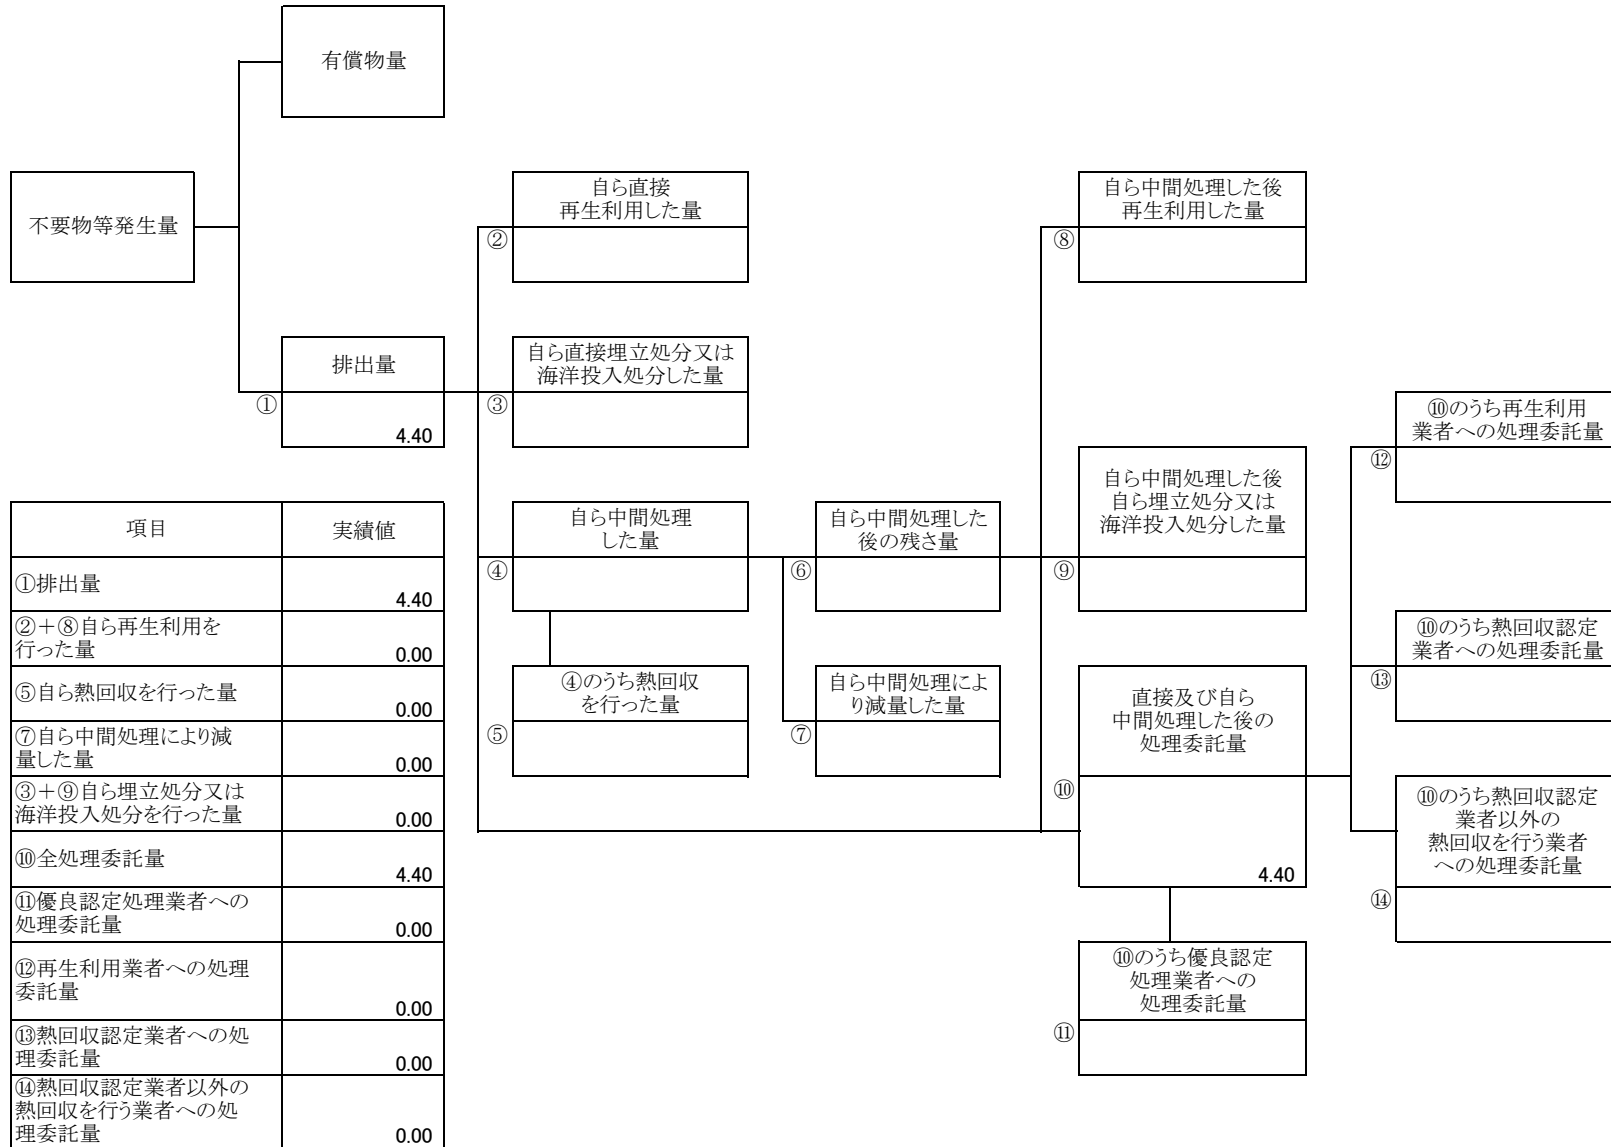 有償物量
不要物等発生量
自ら直接
再生利用した量
②
自ら中間処理した後
再生利用した量
⑧
排出量
①
4.40
自ら直接埋立処分又は
海洋投入処分した量
③
⑩のうち再生利用
業者への処理委託量
⑫
自ら中間処理
した量
④
自ら中間処理した
後の残さ量
⑥
自ら中間処理した後
自ら埋立処分又は
海洋投入処分した量
⑨
④のうち熱回収
を行った量
⑤
自ら中間処理によ
り減量した量
⑦
直接及び自ら
中間処理した後の
処理委託量
⑩
4.40
⑩のうち熱回収認定
業者への処理委託量
⑬
⑩のうち熱回収認定
業者以外の
熱回収を行う業者
への処理委託量
⑭
⑩のうち優良認定
処理業者への
処理委託量
⑪
項目 実績値
①排出量
4.40
②＋⑧自ら再生利用を
行った量
0.00
⑤自ら熱回収を行った量
0.00
⑦自ら中間処理により減
量した量
0.00
③＋⑨自ら埋立処分又は
海洋投入処分を行った量
0.00
⑩全処理委託量
4.40
⑪優良認定処理業者への
処理委託量
0.00
⑫再生利用業者への処理
委託量
0.00
⑬熱回収認定業者への処
理委託量
0.00
⑭熱回収認定業者以外の
熱回収を行う業者への処
理委託量
0.00